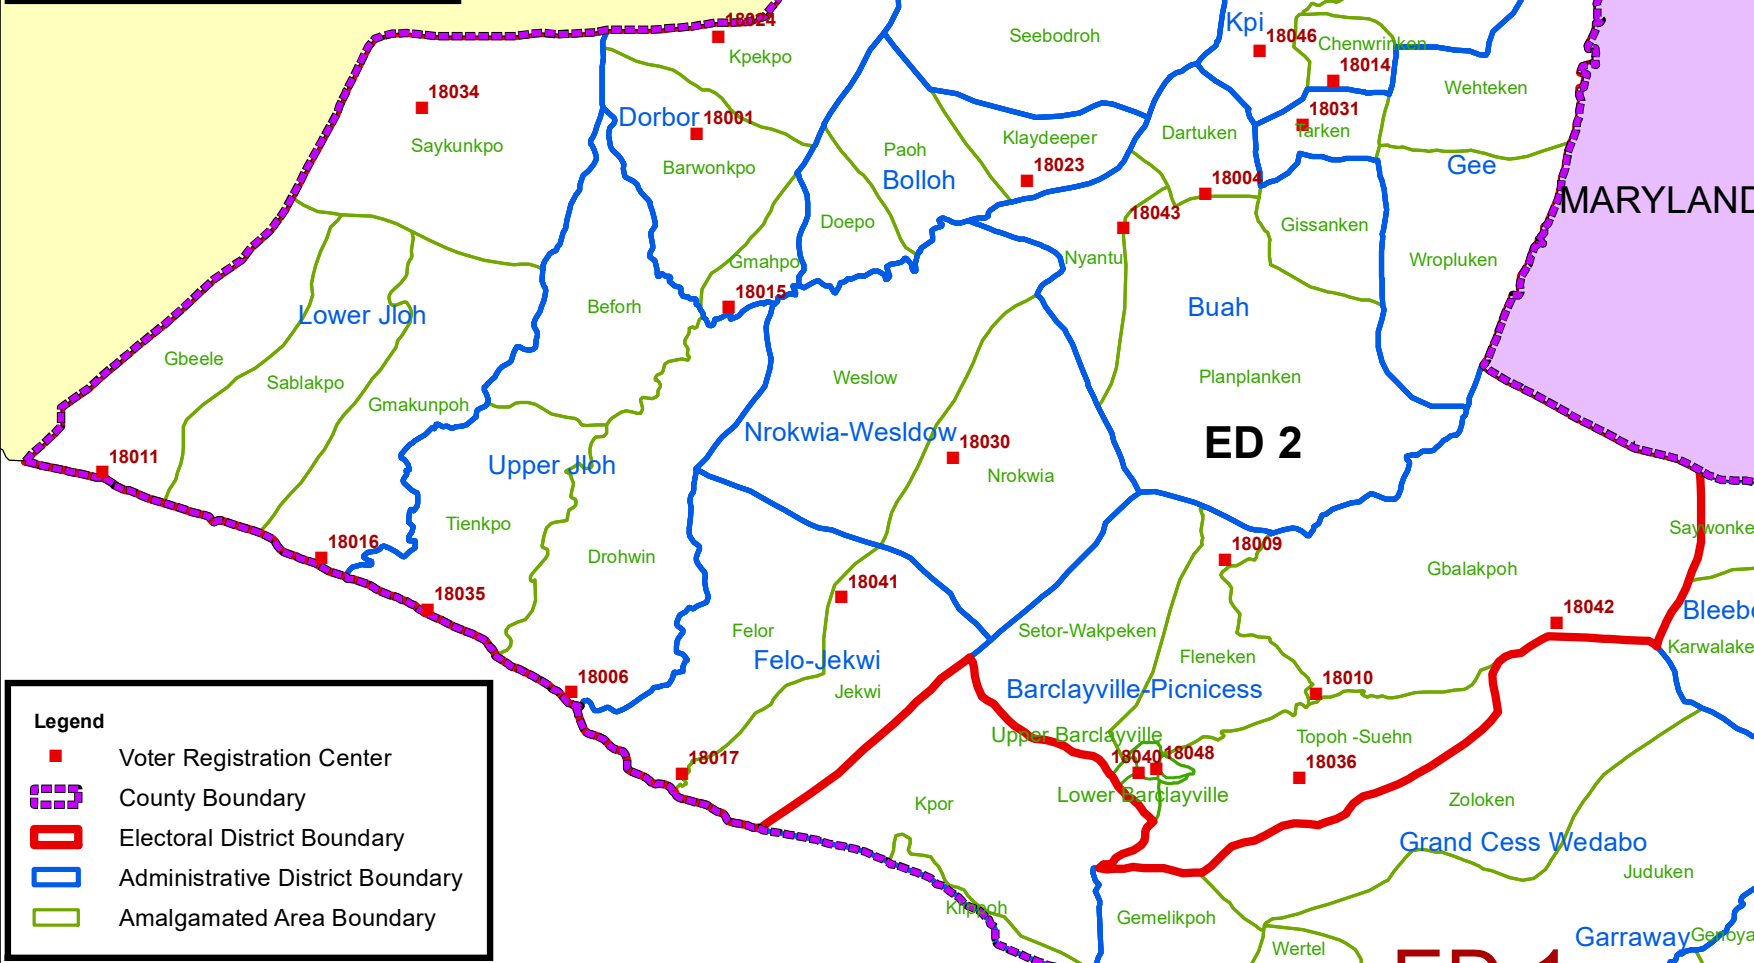 18024
Kpekpo
Seebodroh
Kpi
18046
Chenwrinken
18014
Wehteken
18034
Saykunkpo
Dorbor
18001
Barwonkpo
Paoh
Bolloh
Klaydeeper
18023
Dartuken
18031
Tarken
Gee
MARYLAND
18004
18043
Gissanken
Doepo
Nyantu
Wropluken
Gmahpo
18015
Beforh
Lower Jloh
Buah
Gbeele
Sablakpo
Gmakunpoh
Weslow
Planplanken
Nrokwia-Wesldow
18030
ED 2
Nrokwia
18011
Upper Jloh
Tienkpo
18016
Drohwin
18009
Saywonke
Gbalakpoh
18035
18041
18042
Bleebo
Felor
Felo-Jekwi
Jekwi
Setor-Wakpeken
Fleneken
Karwalake
18006
Barclayville-Picnicess
18010
Upper Barclayville
18040
18048
Topoh -Suehn
18036
18017
Lower Barclayville
Kpor
Zoloken
Grand Cess Wedabo
Juduken
Klippoh
Gemelikpoh
Wertel
Garraway
Genoya
ED 1
Legend
Voter Registration Center
County Boundary
Electoral District Boundary
Administrative District Boundary
Amalgamated Area Boundary